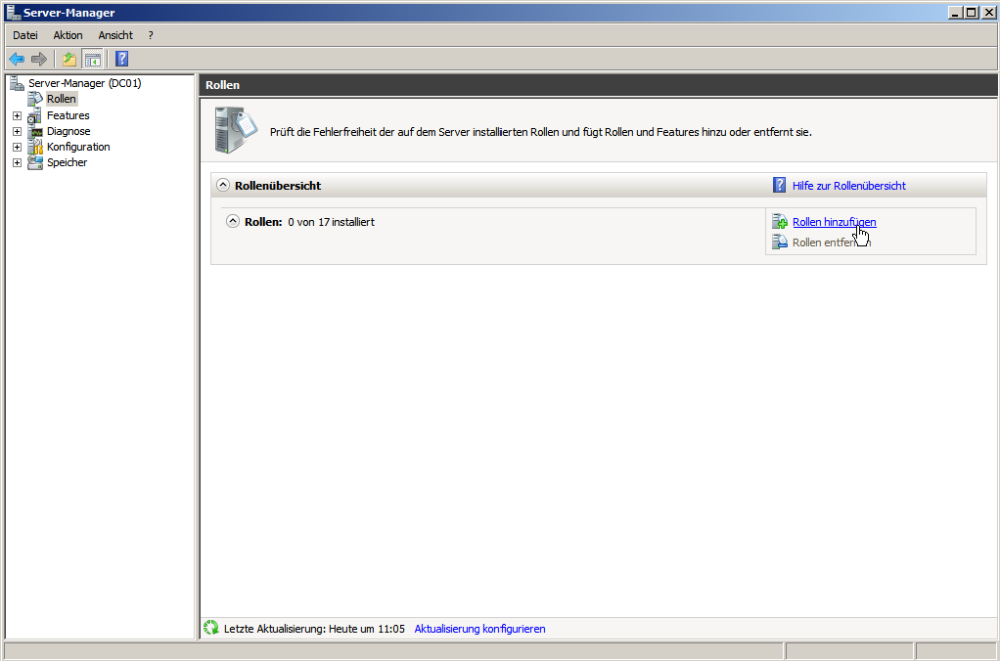 Server-Manager
Datei Aktion Ansicht ?
Server-Manager (DC01)
Rollen
Features
Diagnose
Konfiguration
Speicher
Rollen
Prüft die Fehlerfreiheit der auf dem Server installierten Rollen und fügt Rollen und Features hinzu oder entfernt sie.
Rollenübersicht
Hilfe zur Rollenübersicht
Rollen: 0 von 17 installiert
Rollen hinzufügen
Rollen entfernen
Letzte Aktualisierung: Heute um 11:05 Aktualisierung konfigurieren